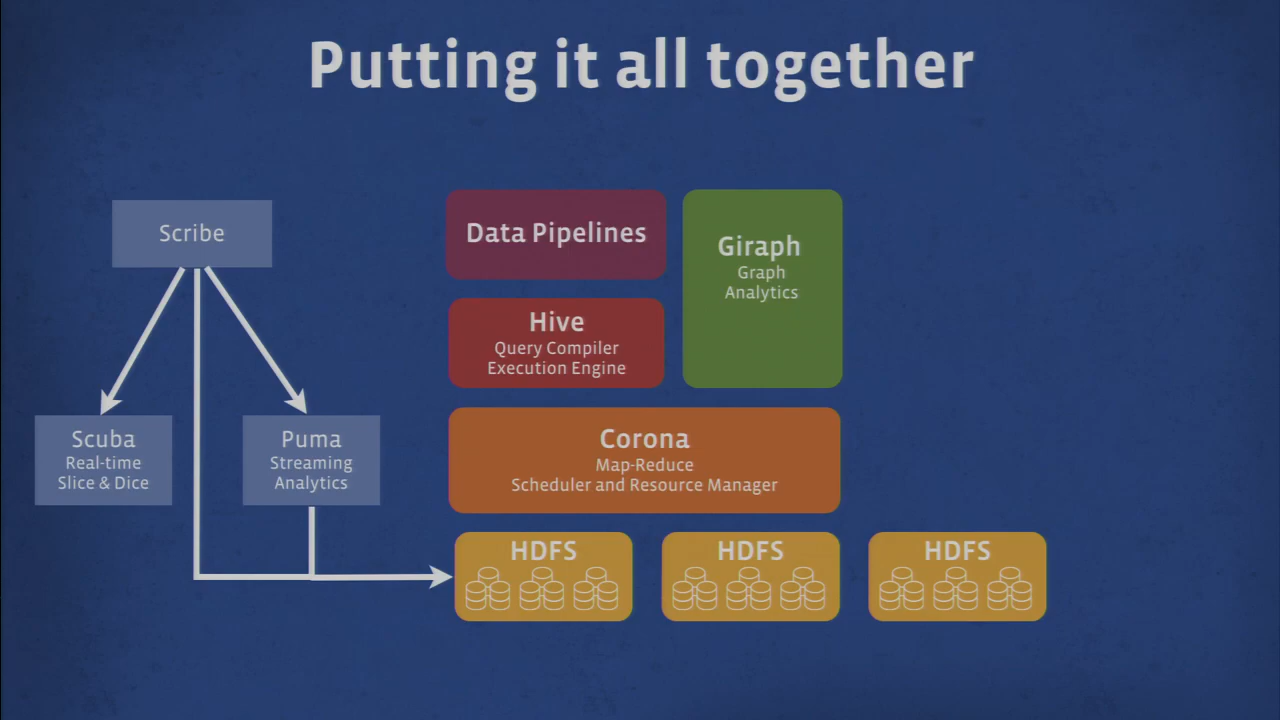 Putting it all together
Scribe
Scuba
Real-time
Slice & Dice
Puma
Streaming
Analytics
Data Pipelines
Hive
Query Compiler
Execution Engine
Giraph
Graph
Analytics
Corona
Map-Reduce
Scheduler and Resource Manager
HDFS
HDFS
HDFS